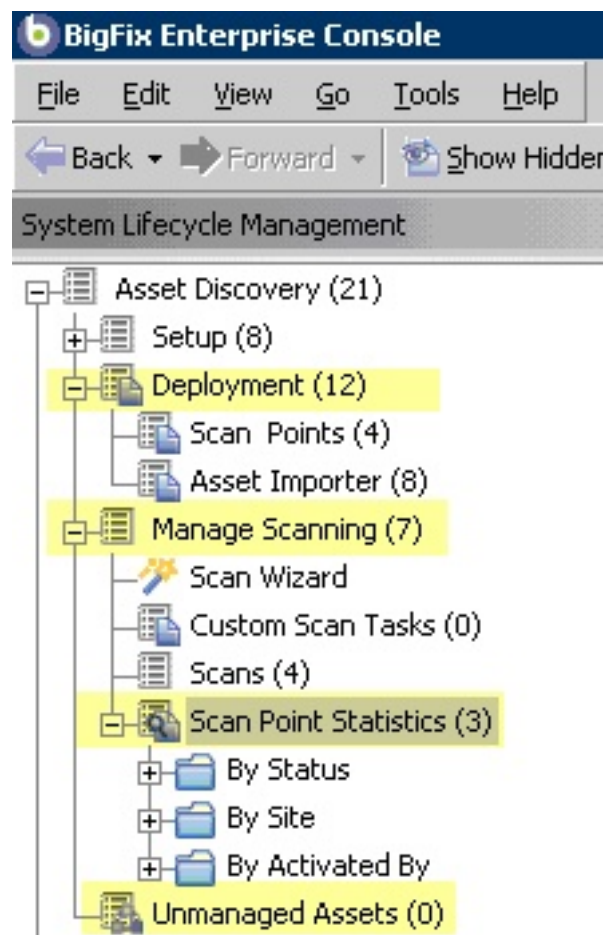 BigFix Enterprise Console
File Edit View Go Tools Help
Back Forward Show Hidden
System Lifecycle Management
Asset Discovery (21)
Setup (8)
Deployment (12)
Scan Points (4)
Asset Importer (8)
Manage Scanning (7)
Scan Wizard
Custom Scan Tasks (0)
Scans (4)
Scan Point Statistics (3)
By Status
By Site
By Activated By
Unmanaged Assets (0)